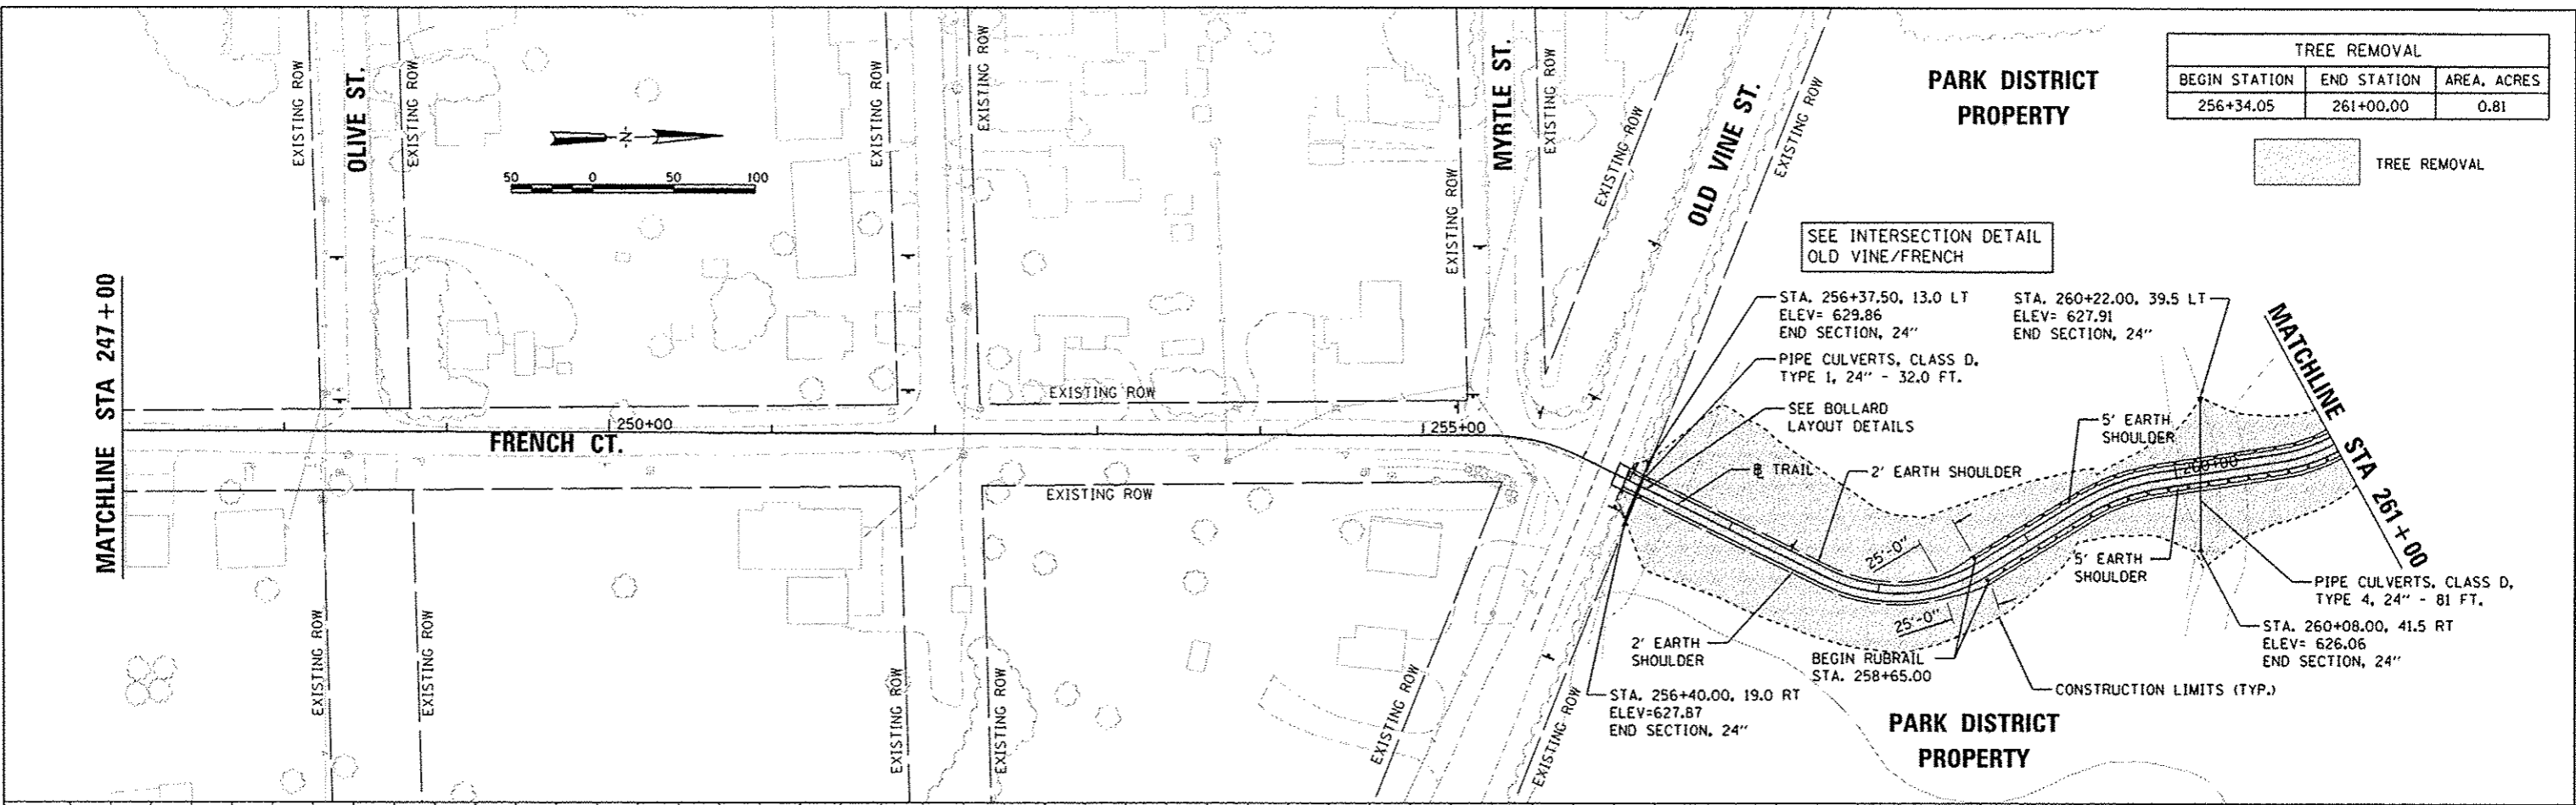 TREE REMOVAL
BEGIN STATION END STATION AREA, ACRES
256+34.05 261+00.00 0.81
TREE REMOVAL
PARK DISTRICT
PROPERTY
OLIVE ST.
MYRTLE ST.
OLD VINE ST.
EXISTING ROW
EXISTING ROW
EXISTING ROW
EXISTING ROW
EXISTING ROW
EXISTING ROW
EXISTING ROW
EXISTING ROW
N
50 0 50 100
SEE INTERSECTION DETAIL
OLD VINE/FRENCH
STA. 256+37.50, 13.0 LT
ELEV= 629.86
END SECTION, 24"
STA. 260+22.00, 39.5 LT
ELEV= 627.91
END SECTION, 24"
PIPE CULVERTS, CLASS D,
TYPE 1, 24" - 32.0 FT.
SEE BOLLARD
LAYOUT DETAILS
MATCHLINE STA 247+00
MATCHLINE STA 261+00
EXISTING ROW
250+00
255+00
260+00
FRENCH CT.
EXISTING ROW
℄ TRAIL
2' EARTH SHOULDER
5' EARTH
SHOULDER
5' EARTH
SHOULDER
25'-0"
25'-0"
PIPE CULVERTS, CLASS D,
TYPE 4, 24" - 81 FT.
STA. 260+08.00, 41.5 RT
ELEV= 626.06
END SECTION, 24"
2' EARTH
SHOULDER
BEGIN RUBRAIL
STA. 258+65.00
CONSTRUCTION LIMITS (TYP.)
STA. 256+40.00, 19.0 RT
ELEV=627.87
END SECTION, 24"
PARK DISTRICT
PROPERTY
EXISTING ROW
EXISTING ROW
EXISTING ROW
EXISTING ROW
EXISTING ROW
EXISTING ROW